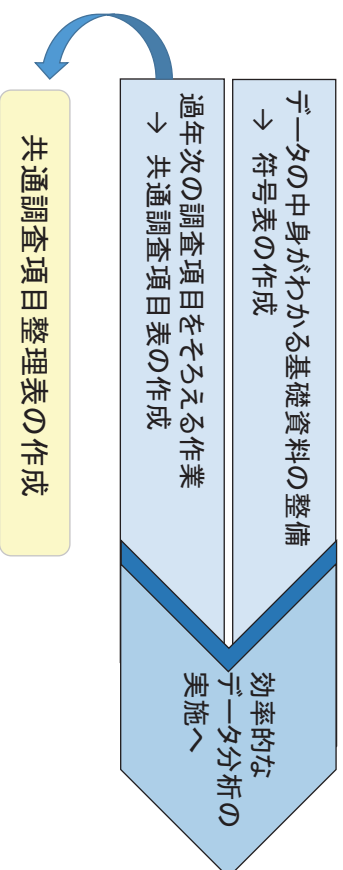 データの中身がわかる基礎資料の整備
→ 符号表の作成
過年次の調査項目をそろえる作業
→ 共通調査項目表の作成
効率的な
データ分析の
実施へ
共通調査項目整理表の作成